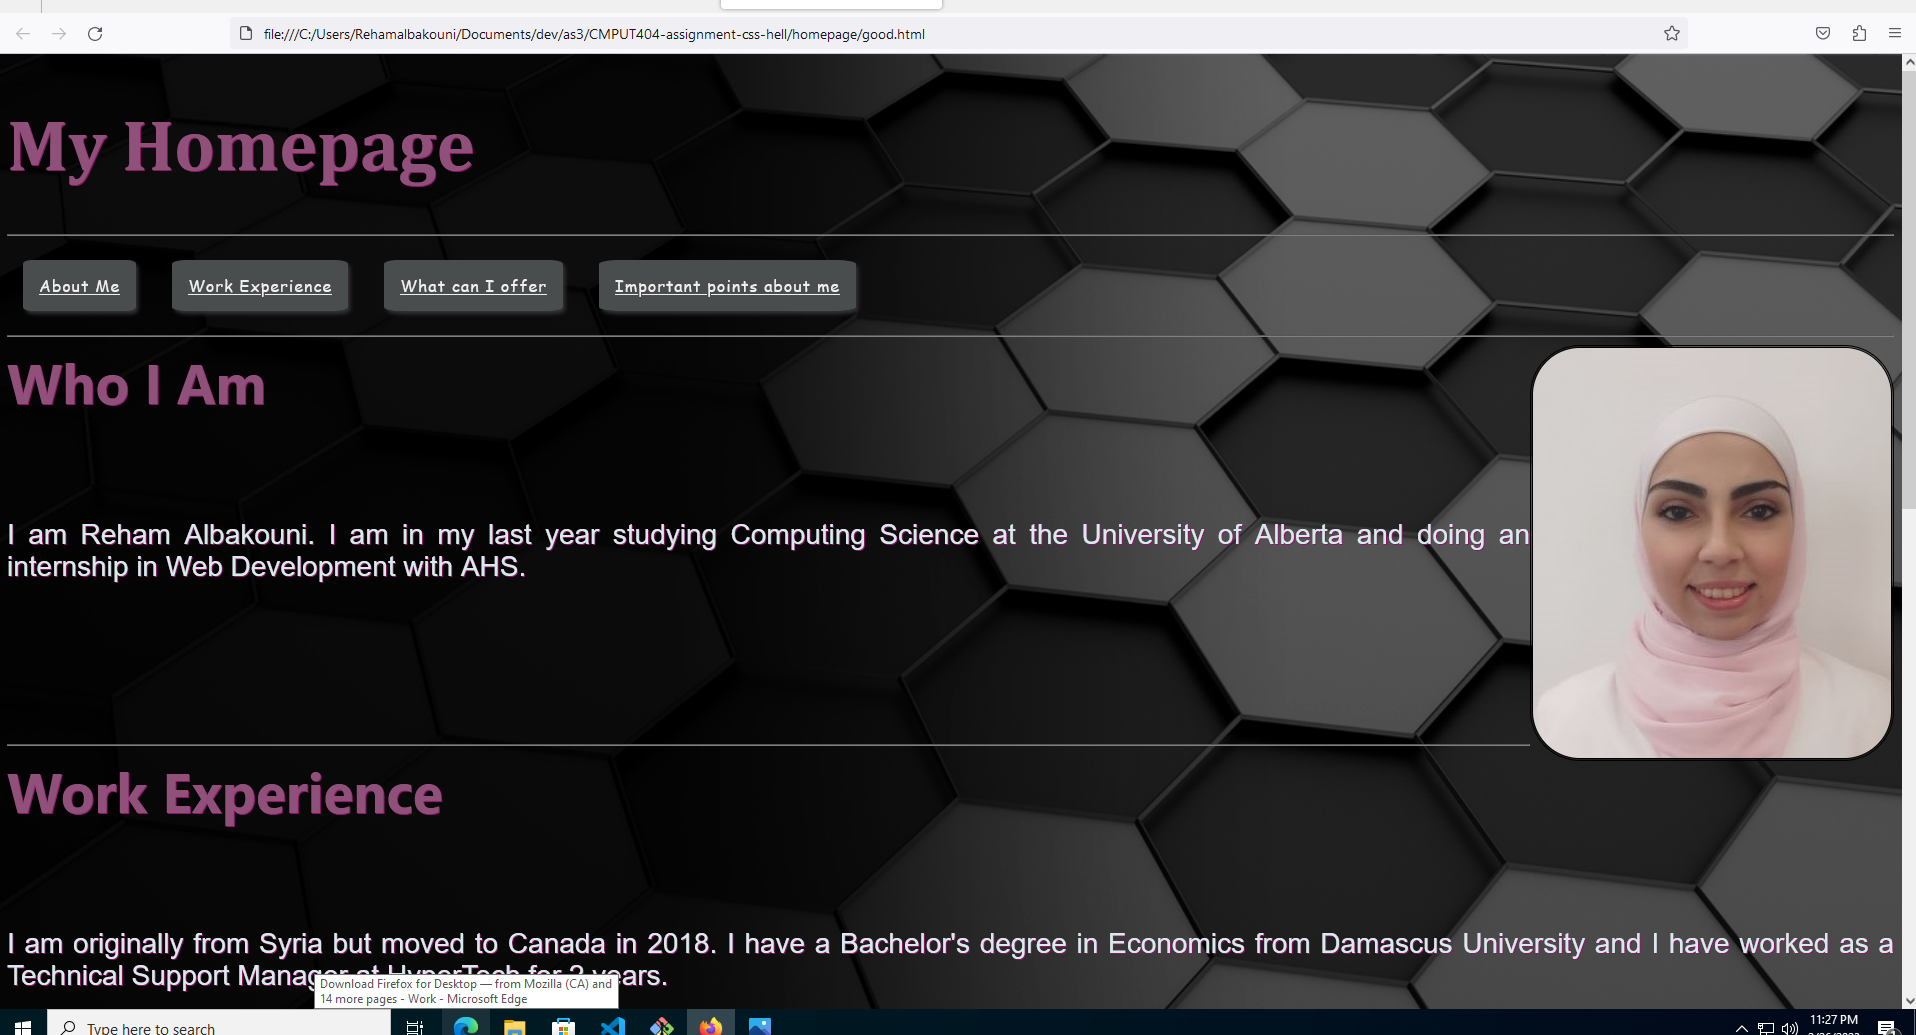 file:///C:/Users/Rehamalbakouni/Documents/dev/as3/CMPUT404-assignment-css-hell/homepage/good.html
My Homepage
About Me
Work Experience
What can I offer
Important points about me
Who I Am
I am Reham Albakouni. I am in my last year studying Computing Science at the University of Alberta and doing an
internship in Web Development with AHS.
Work Experience
I am originally from Syria but moved to Canada in 2018. I have a Bachelor's degree in Economics from Damascus University and I have worked as a
Technical Support Manager at HyperTech for 2 years.
Download Firefox for Desktop — from Mozilla (CA) and
14 more pages - Work - Microsoft Edge
Type here to search
11:27 PM